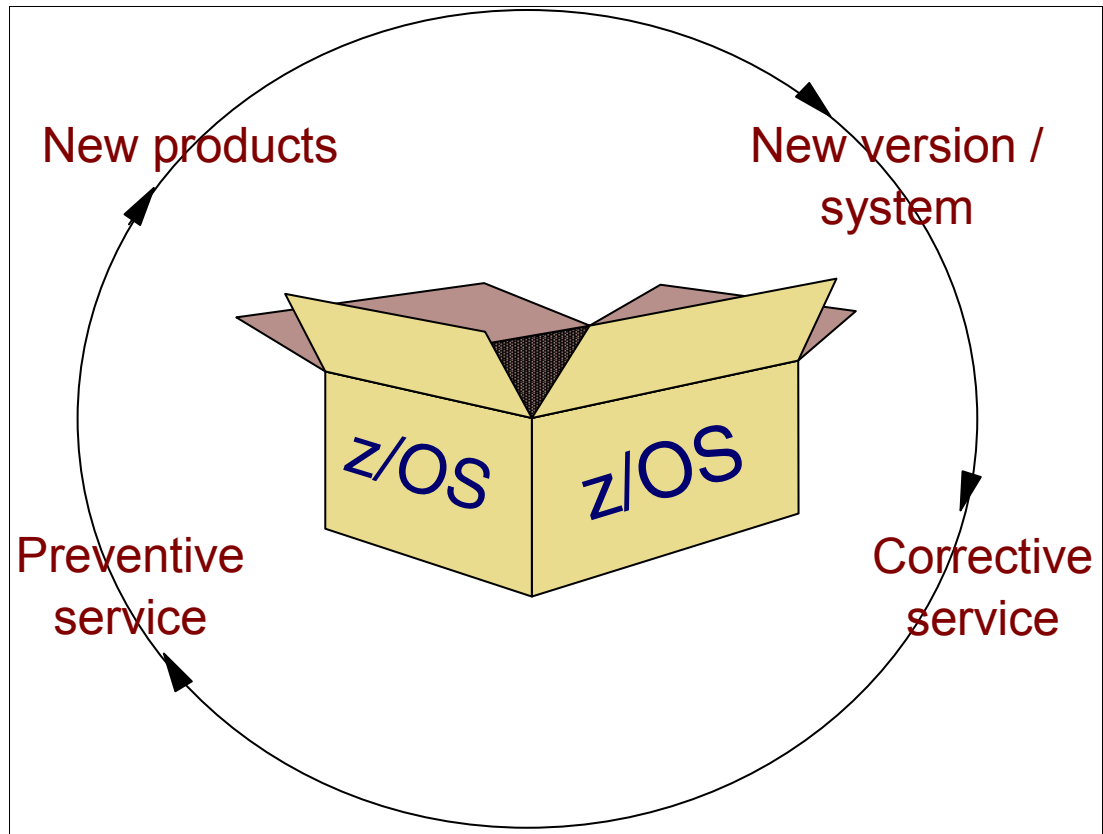 New products
New version /
system
z/OS
z/OS
Preventive
service
Corrective
service